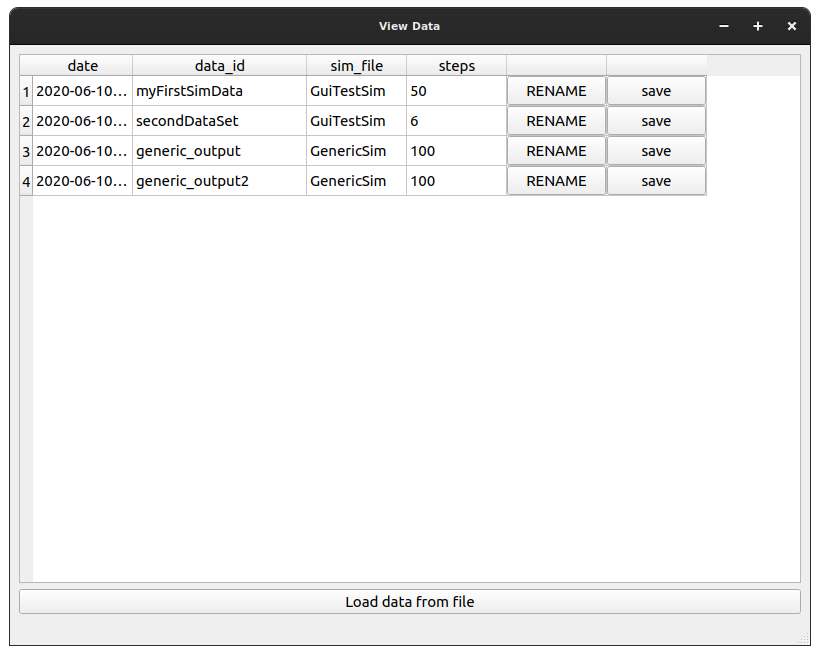 View Data
date data_id sim_file steps
1 2020-06-10... myFirstSimData GuiTestSim 50 RENAME save
2 2020-06-10... secondDataSet GuiTestSim 6 RENAME save
3 2020-06-10... generic_output GenericSim 100 RENAME save
4 2020-06-10... generic_output2 GenericSim 100 RENAME save
Load data from file